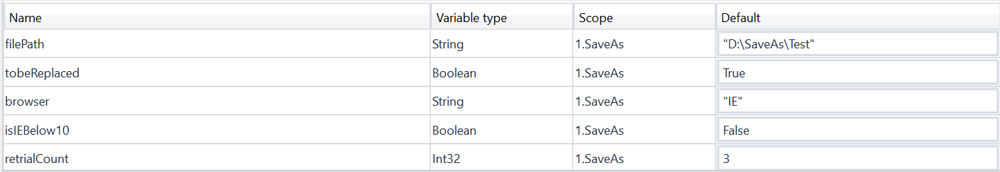 Name Variable type Scope Default
filePath String 1.SaveAs "D:\SaveAs\Test"
tobeReplaced Boolean 1.SaveAs True
browser String 1.SaveAs "IE"
isIEBelow10 Boolean 1.SaveAs False
retrialCount Int32 1.SaveAs 3